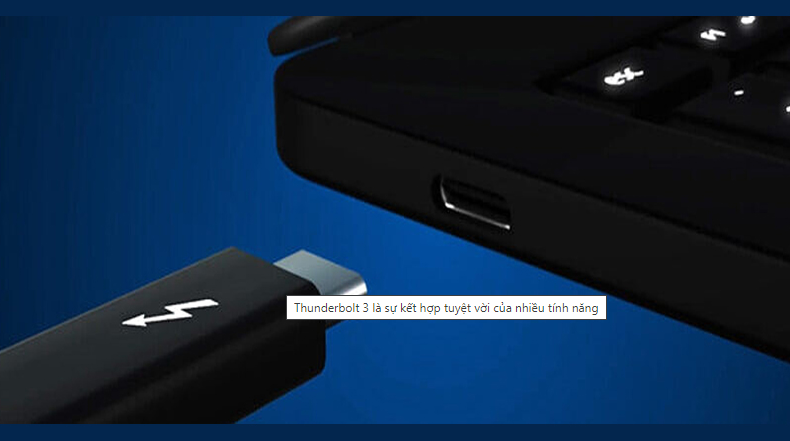 Thunderbolt 3 là sự kết hợp tuyệt vời của nhiều tính năng